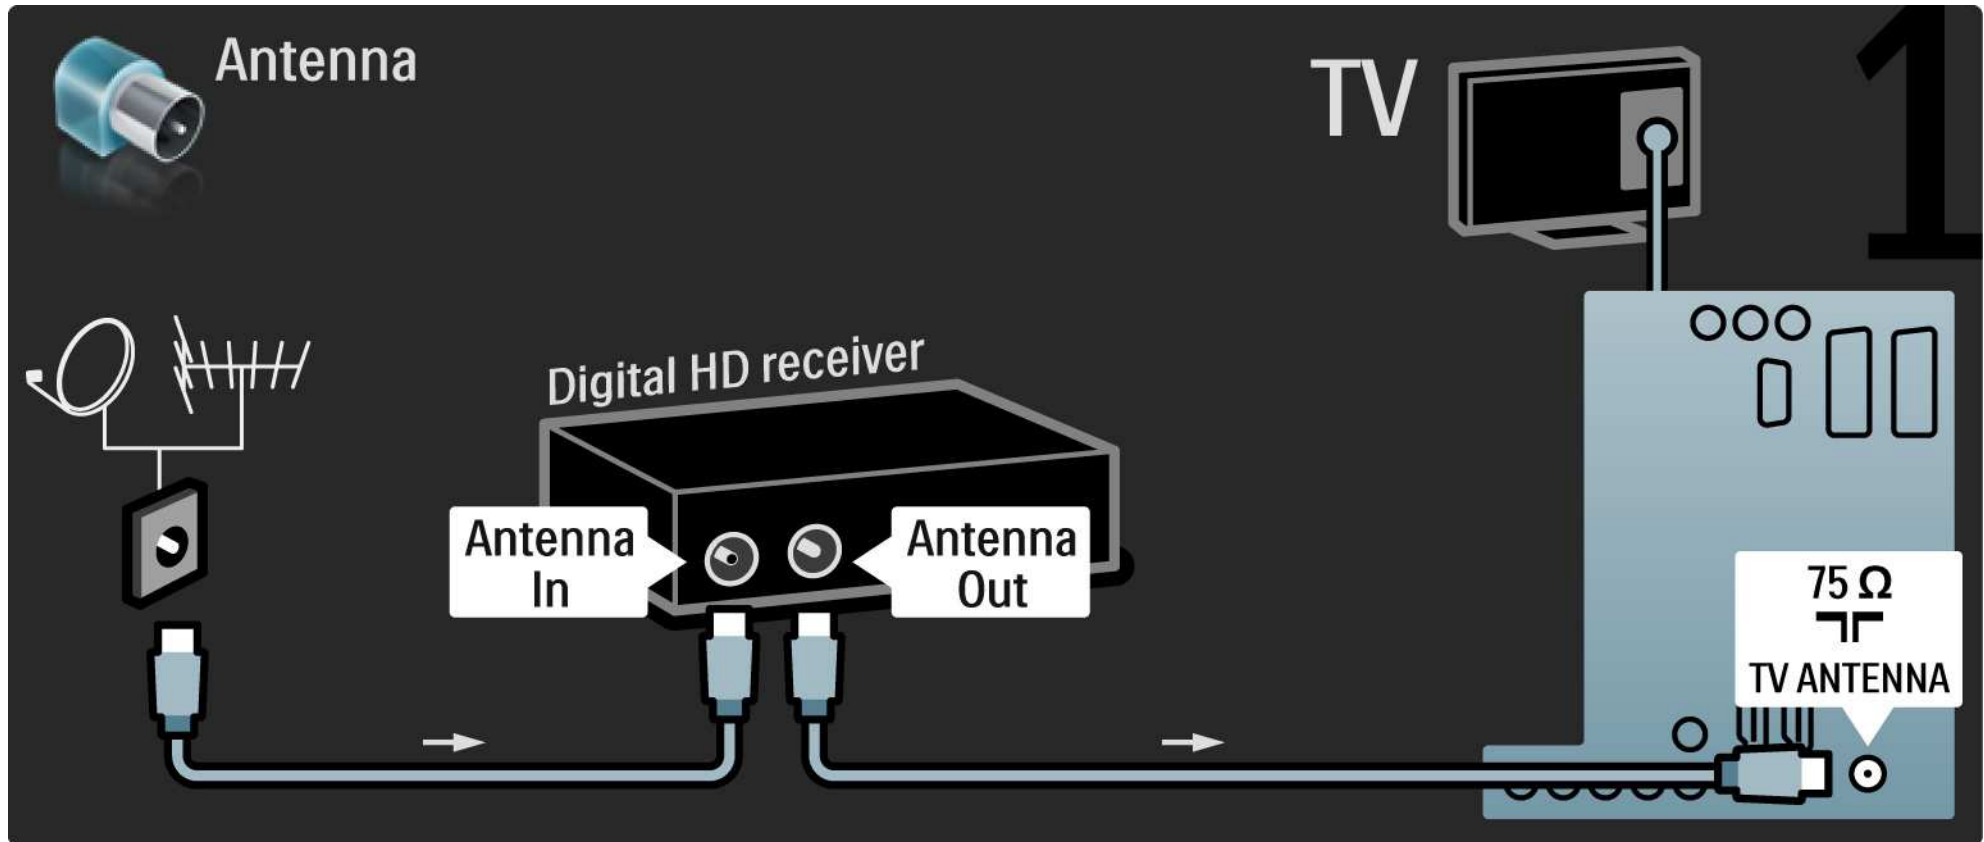 Antenna
TV
1
Digital HD receiver
Antenna
In
Antenna
Out
75 Ω
TV ANTENNA